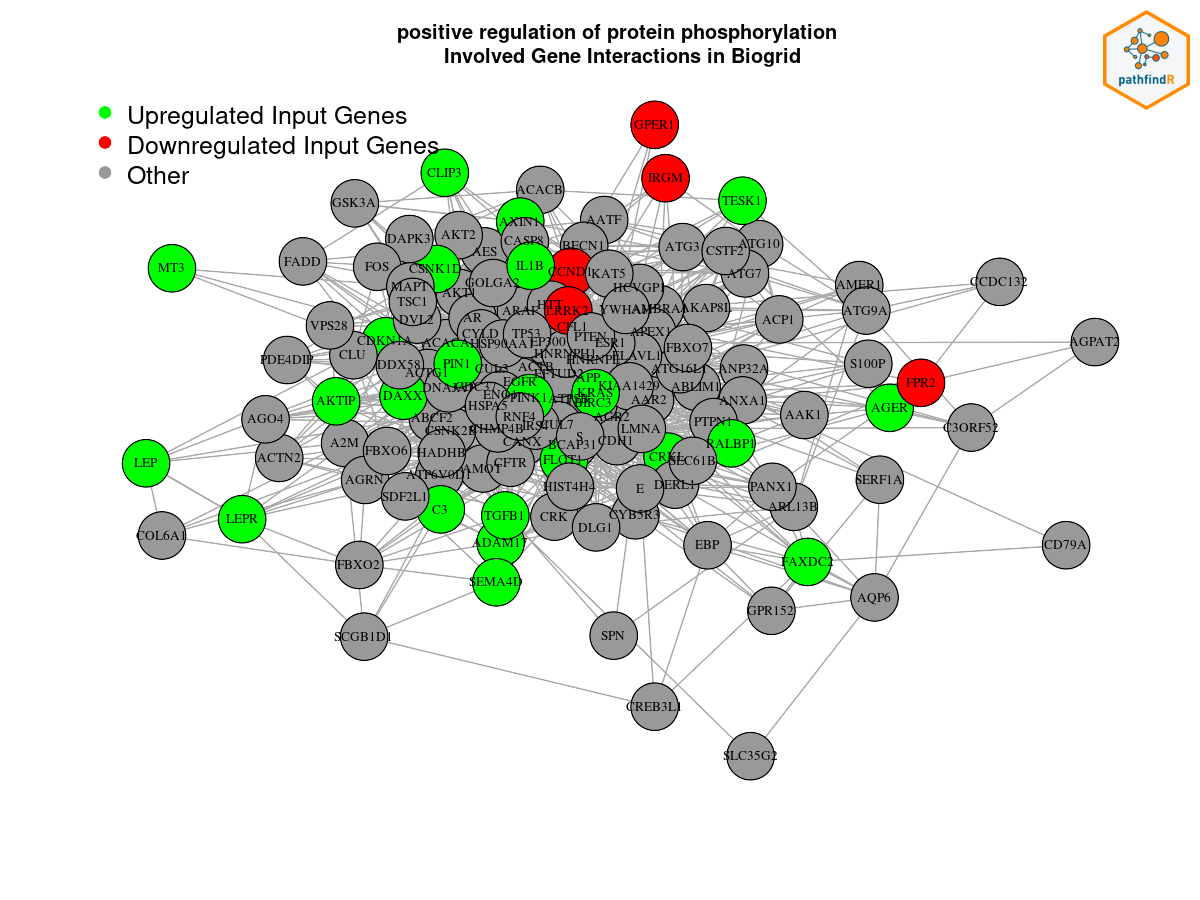 positive regulation of protein phosphorylation
Involved Gene Interactions in Biogrid
pathfindR
Upregulated Input Genes
Downregulated Input Genes
Other
GPER1
IRGM
CLIP3
TESK1
ACACB
GSK3A
AXIN1
AATF
DAPK3
AKT2
CASP8
AES
BECN1
ATG3
CSTF2
ATG10
MT3
FADD
FOS
CSNK1D
IL1B
CCND1
KAT5
ATG7
CCDC132
MAPT
GOLGA2
HCVGP1
AMER1
TSC1
AKT1
HTT
LRRK2
YWHAZ
AMBRA1
AKAP8L
ATG9A
VPS28
DVL2
AR
ARAF
CFL1
APEX1
ACP1
CDKN1A
CYLD
TP53
PTEN
ESR1
AGPAT2
PDE4DIP
CLU
ACACA
HSP90AA1
EP300
HNRNPH1
ELAVL1
FBXO7
DDX58
PIN1
CUL3
ACTB
EFTUD2
HNRNPL
ATG16L1
ANP32A
S100P
ACTG1
CDC37
EGFR
APP
KIAA1429
ABLIM1
FPR2
AKTIP
DAXX
ENO1
PINK1
KRAS
BIRC3
AAR2
ANXA1
AGER
AGO4
ABCF2
HSPA5
RNF4
CUL7
AGR2
PTPN1
AAK1
C3ORF52
CSNK2B
CHMP4B
LMNA
A2M
FBXO6
HADHB
CANX
S
BCAP31
CDH1
RALBP1
LEP
ACTN2
CFTR
FLOT1
CRKL
SEC61B
AGRN
ATP6V0D1
AMOT
SERF1A
SDF2L1
HIST4H4
E
DERL1
PANX1
LEPR
C3
TGFB1
CRK
DLG1
CYB5R3
ARL13B
COL6A1
ADAM17
EBP
CD79A
FBXO2
FAXDC2
SEMA4D
AQP6
GPR152
SCGB1D1
SPN
CREB3L1
SLC35G2